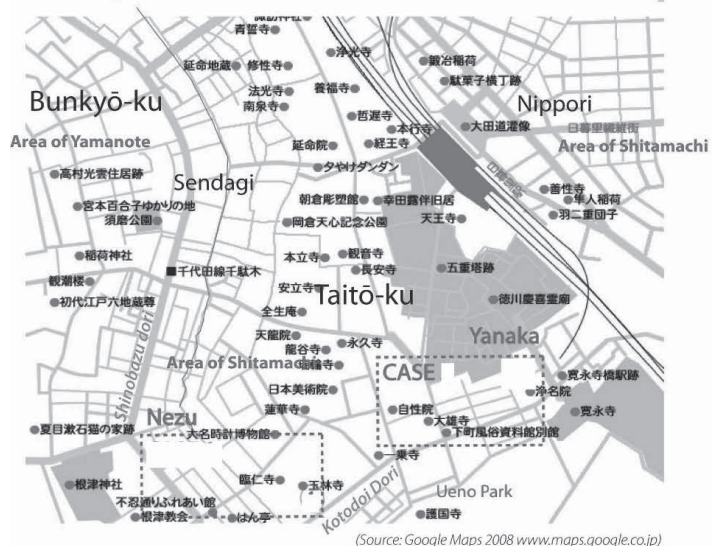 青雲寺
浄光寺
延命地蔵
修性寺
鍛冶稲荷
駄菓子横丁跡
法光寺
養福寺
南泉寺
Bunkyō-ku
Nippori
哲遅寺
本行寺
大田道灌像
Area of Yamanote
延命院
経王寺
Area of Shitamachi
夕やけダンダン
高村光雲住居跡
Sendagi
善性寺
隼人稲荷
朝倉彫塑館
幸田露伴旧居
宮本百合子ゆかりの地
羽二重団子
須磨公園
岡倉天心記念公園
天王寺
稲荷神社
本立寺
観音寺
長安寺
千代田線千駄木
五重塔跡
観潮楼
安立寺
Taitō-ku
徳川慶喜霊廟
初代江戸六地蔵尊
全生庵
Shinobazu dori
天龍院
永久寺
龍谷寺
Yanaka
Area of Shitamachi
CASE
寛永寺橋駅跡
日本美術院
浄名院
蓮華寺
自性院
寛永寺
Nezu
大雄寺
夏目漱石猫の家跡
大名時計博物館
下町風俗資料館別館
一乗寺
根津神社
臨仁寺
玉林寺
Kotodoi Dori
Ueno Park
不忍通りふれあい館
根津教会
はん亭
護国寺
(Source: Google Maps 2008 www.maps.google.co.jp)